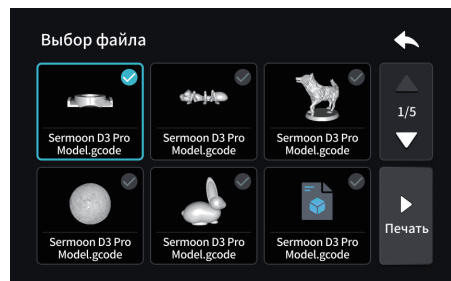 Выбор файла
Sermoon D3 Pro
Model.gcode
Sermoon D3 Pro
Model.gcode
Sermoon D3 Pro
Model.gcode
1/5
Sermoon D3 Pro
Model.gcode
Sermoon D3 Pro
Model.gcode
Sermoon D3 Pro
Model.gcode
Печать